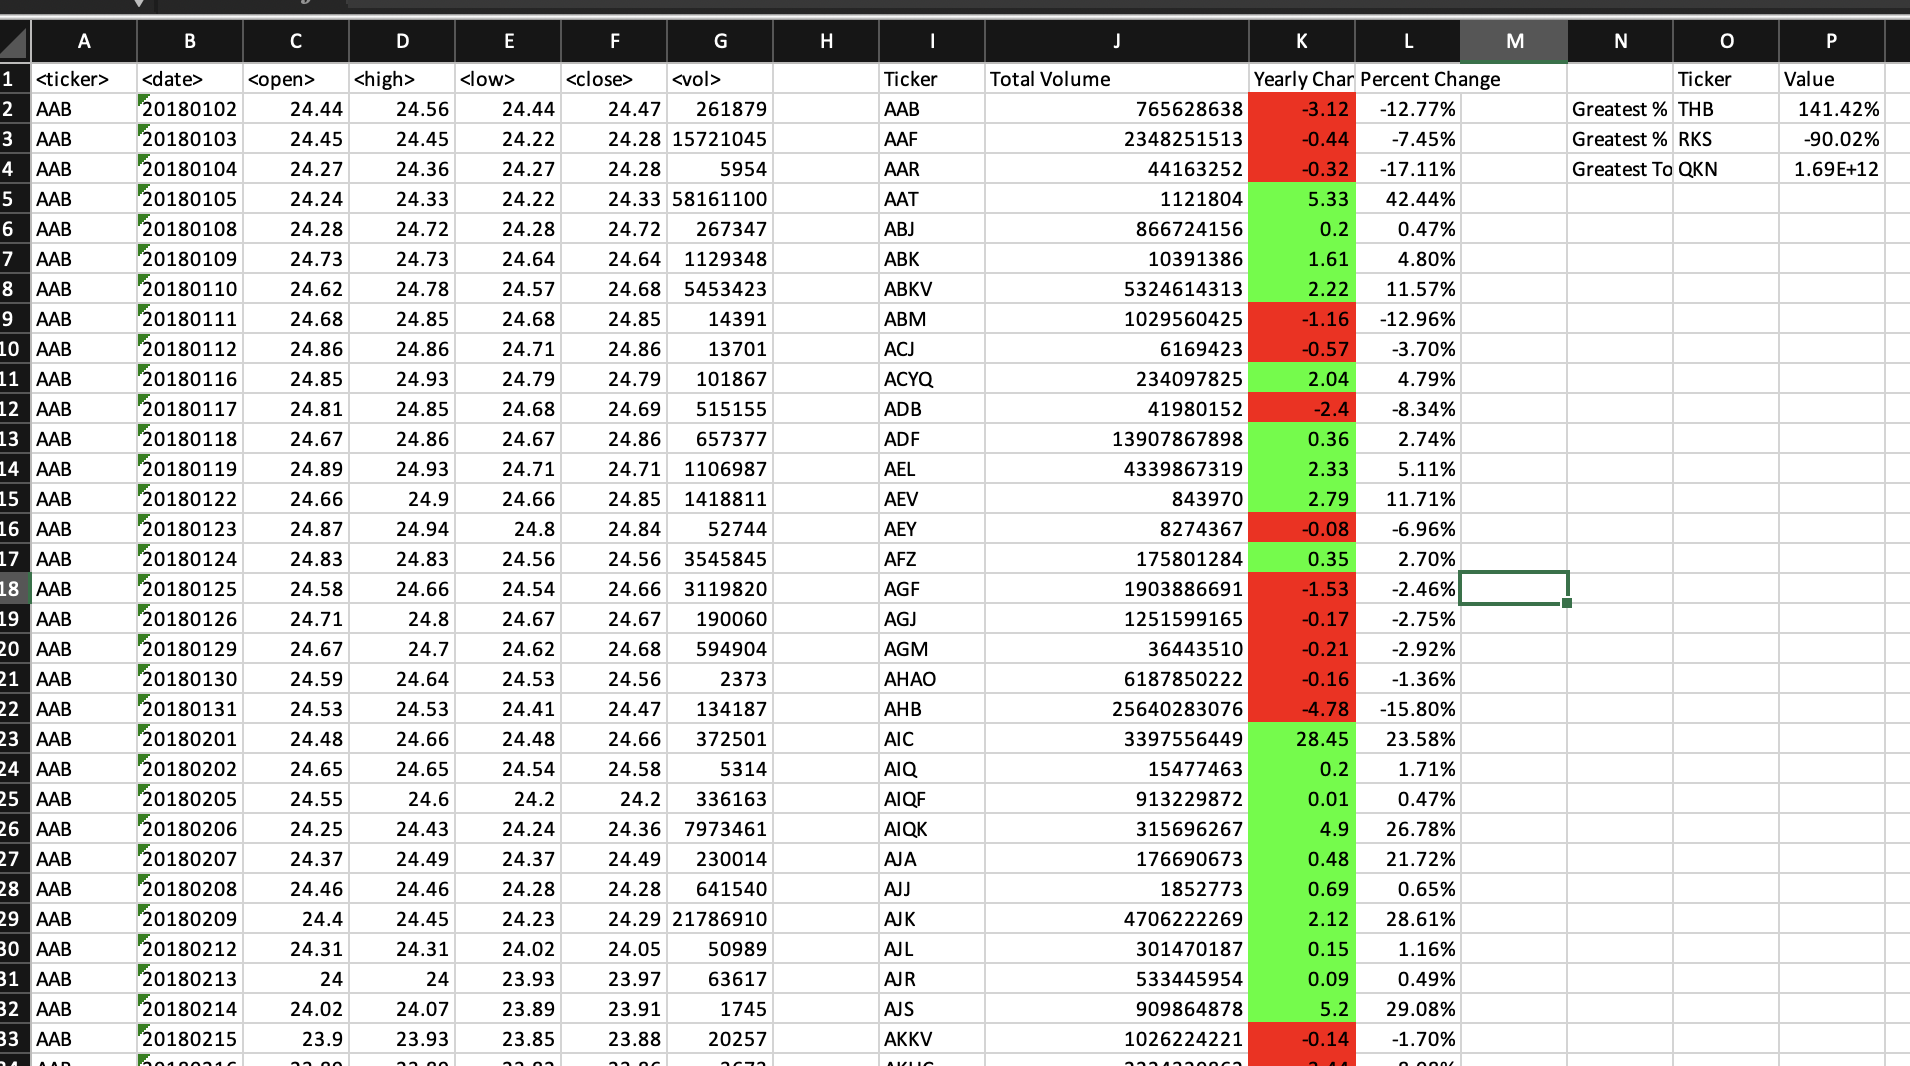 A B C D E F G H I J K L M N O P
1 <ticker> <date> <open> <high> <low> <close> <vol> Ticker Total Volume Yearly Char Percent Change Ticker Value
2 AAB 20180102 24.44 24.56 24.44 24.47 261879 AAB 765628638 -3.12 -12.77% Greatest % THB 141.42%
3 AAB 20180103 24.45 24.45 24.22 24.28 15721045 AAF 2348251513 -0.44 -7.45% Greatest % RKS -90.02%
4 AAB 20180104 24.27 24.36 24.27 24.28 5954 AAR 44163252 -0.32 -17.11% Greatest To QKN 1.69E+12
5 AAB 20180105 24.24 24.33 24.22 24.33 58161100 AAT 1121804 5.33 42.44%
6 AAB 20180108 24.28 24.72 24.28 24.72 267347 ABJ 866724156 0.2 0.47%
7 AAB 20180109 24.73 24.73 24.64 24.64 1129348 ABK 10391386 1.61 4.80%
8 AAB 20180110 24.62 24.78 24.57 24.68 5453423 ABKV 5324614313 2.22 11.57%
9 AAB 20180111 24.68 24.85 24.68 24.85 14391 ABM 1029560425 -1.16 -12.96%
10 AAB 20180112 24.86 24.86 24.71 24.86 13701 ACJ 6169423 -0.57 -3.70%
11 AAB 20180116 24.85 24.93 24.79 24.79 101867 ACYQ 234097825 2.04 4.79%
12 AAB 20180117 24.81 24.85 24.68 24.69 515155 ADB 41980152 -2.4 -8.34%
13 AAB 20180118 24.67 24.86 24.67 24.86 657377 ADF 13907867898 0.36 2.74%
14 AAB 20180119 24.89 24.93 24.71 24.71 1106987 AEL 4339867319 2.33 5.11%
15 AAB 20180122 24.66 24.9 24.66 24.85 1418811 AEV 843970 2.79 11.71%
16 AAB 20180123 24.87 24.94 24.8 24.84 52744 AEY 8274367 -0.08 -6.96%
17 AAB 20180124 24.83 24.83 24.56 24.56 3545845 AFZ 175801284 0.35 2.70%
18 AAB 20180125 24.58 24.66 24.54 24.66 3119820 AGF 1903886691 -1.53 -2.46%
19 AAB 20180126 24.71 24.8 24.67 24.67 190060 AGJ 1251599165 -0.17 -2.75%
20 AAB 20180129 24.67 24.7 24.62 24.68 594904 AGM 36443510 -0.21 -2.92%
21 AAB 20180130 24.59 24.64 24.53 24.56 2373 AHAO 6187850222 -0.16 -1.36%
22 AAB 20180131 24.53 24.53 24.41 24.47 134187 AHB 25640283076 -4.78 -15.80%
23 AAB 20180201 24.48 24.66 24.48 24.66 372501 AIC 3397556449 28.45 23.58%
24 AAB 20180202 24.65 24.65 24.54 24.58 5314 AIQ 15477463 0.2 1.71%
25 AAB 20180205 24.55 24.6 24.2 24.2 336163 AIQF 913229872 0.01 0.47%
26 AAB 20180206 24.25 24.43 24.24 24.36 7973461 AIQK 315696267 4.9 26.78%
27 AAB 20180207 24.37 24.49 24.37 24.49 230014 AJA 176690673 0.48 21.72%
28 AAB 20180208 24.46 24.46 24.28 24.28 641540 AJJ 1852773 0.69 0.65%
29 AAB 20180209 24.4 24.45 24.23 24.29 21786910 AJK 4706222269 2.12 28.61%
30 AAB 20180212 24.31 24.31 24.02 24.05 50989 AJL 301470187 0.15 1.16%
31 AAB 20180213 24 24 23.93 23.97 63617 AJR 533445954 0.09 0.49%
32 AAB 20180214 24.02 24.07 23.89 23.91 1745 AJS 909864878 5.2 29.08%
33 AAB 20180215 23.9 23.93 23.85 23.88 20257 AKKV 1026224221 -0.14 -1.70%